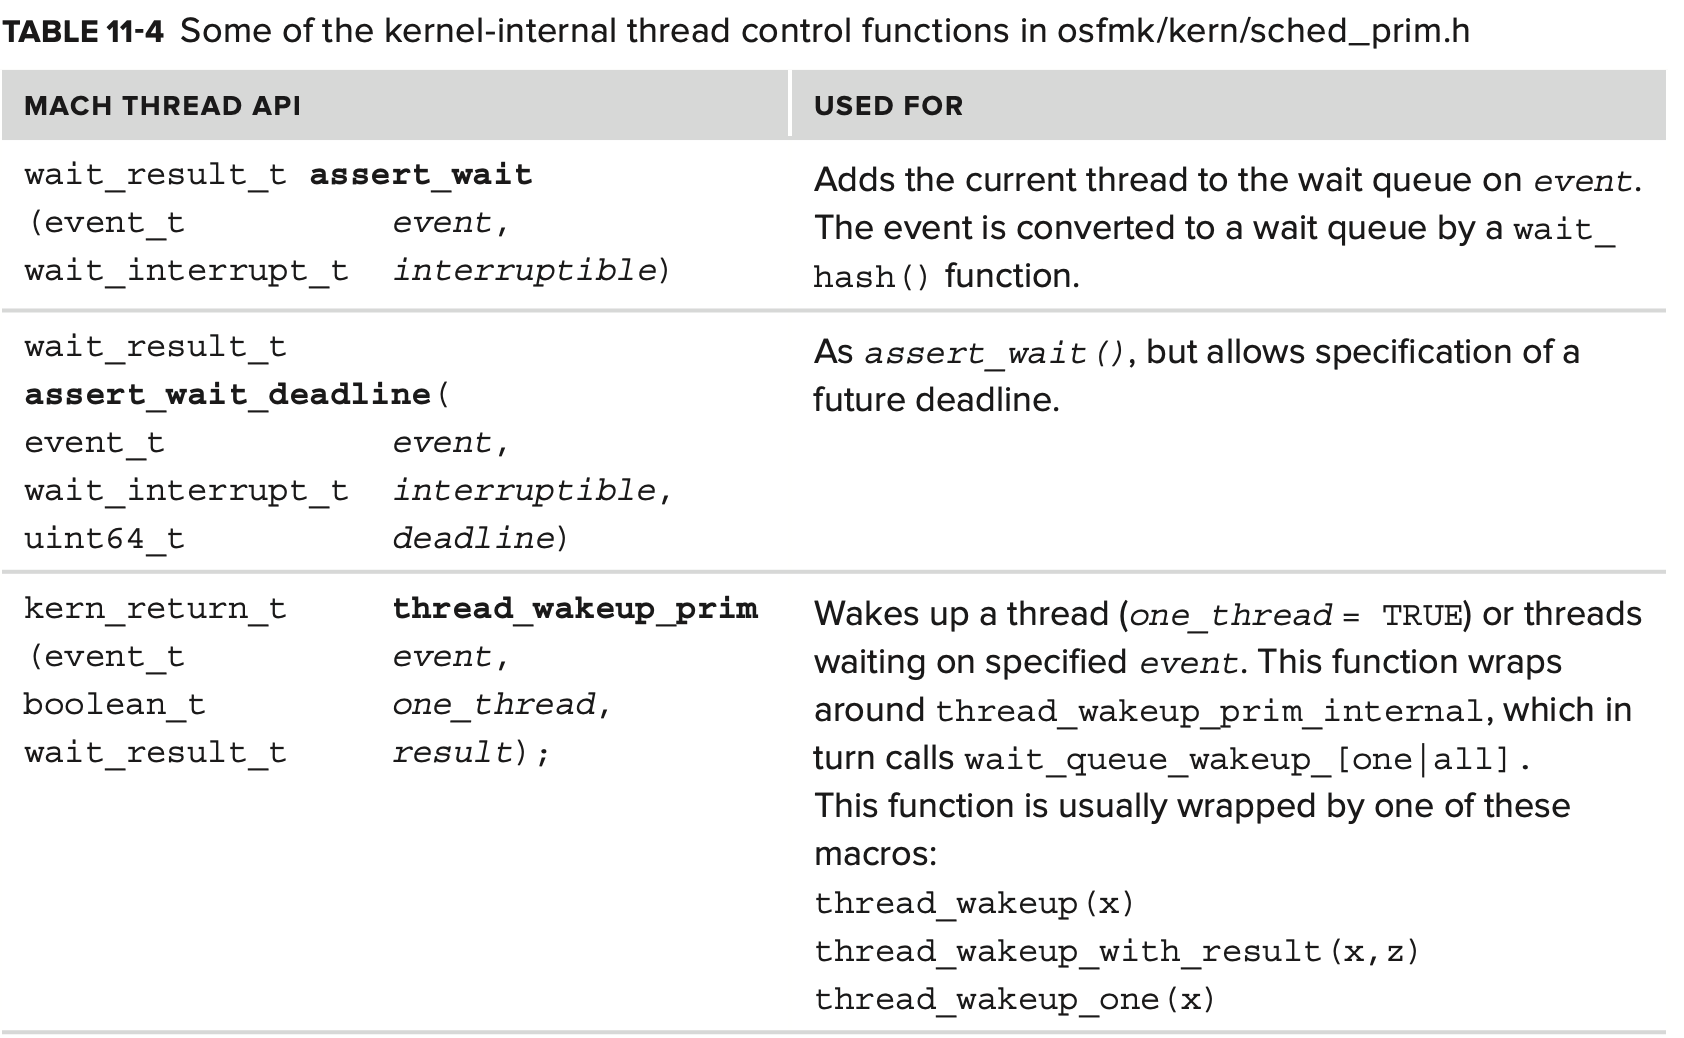 TABLE 11-4 Some of the kernel-internal thread control functions in osfmk/kern/sched_prim.h
MACH THREAD API
USED FOR
wait_result_t assert_wait
(event_t event,
wait_interrupt_t interruptible)
Adds the current thread to the wait queue on event.
The event is converted to a wait queue by a wait_
hash() function.
wait_result_t
assert_wait_deadline(
event_t event,
wait_interrupt_t interruptible,
uint64_t deadline)
As assert_wait(), but allows specification of a
future deadline.
kern_return_t thread_wakeup_prim
(event_t event,
boolean_t one_thread,
wait_result_t result);
Wakes up a thread (one_thread = TRUE) or threads
waiting on specified event. This function wraps
around thread_wakeup_prim_internal, which in
turn calls wait_queue_wakeup_[one|all].
This function is usually wrapped by one of these
macros:
thread_wakeup(x)
thread_wakeup_with_result(x,z)
thread_wakeup_one(x)